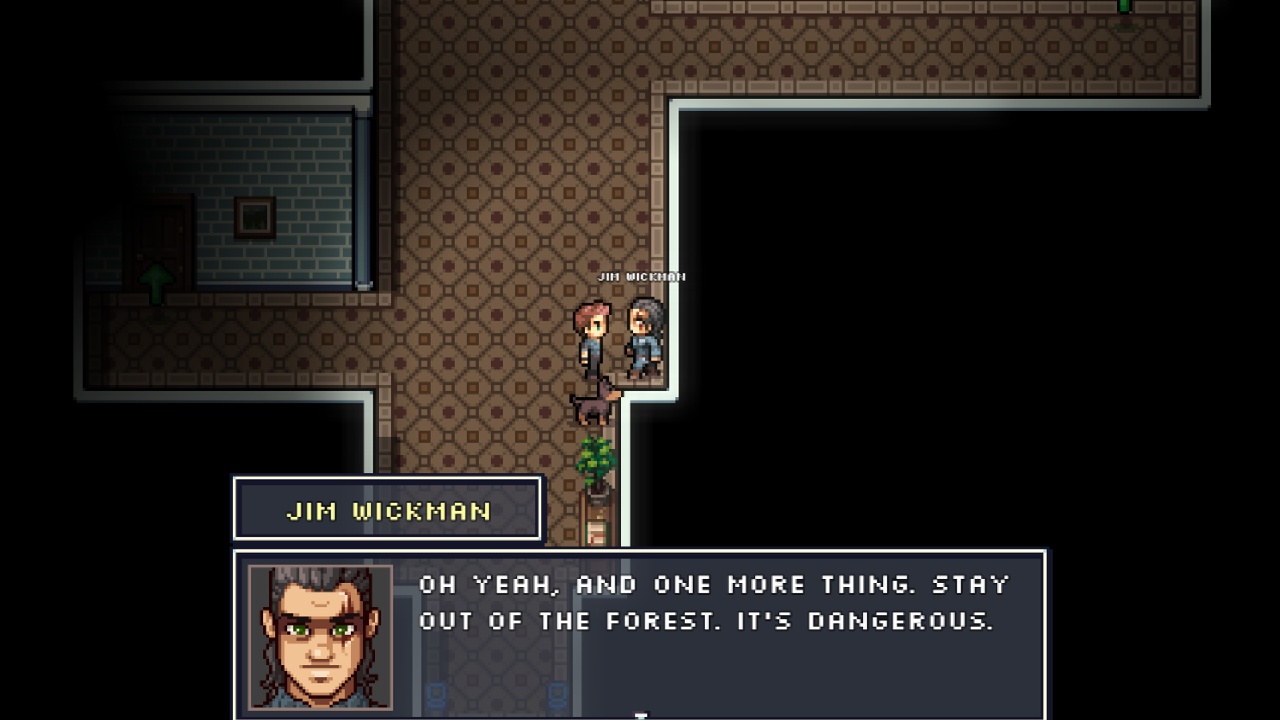 JIM WICKMAN
JIM WICKMAN
OH YEAH, AND ONE MORE THING. STAY
OUT OF THE FOREST. IT'S DANGEROUS.